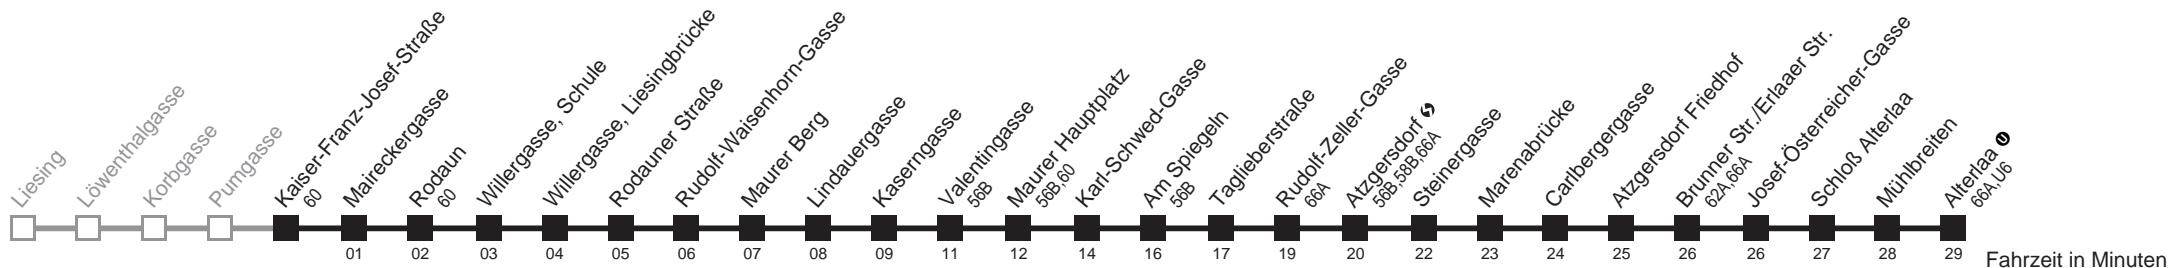 Liesing
Löwenthalgasse
Korbgasse
Pumgasse
Kaiser-Franz-Josef-Straße
60
Maireckergasse
Rodaun
60
Willergasse, Schule
Willergasse, Liesingbrücke
Rodauner Straße
Rudolf-Waisenhorn-Gasse
Maurer Berg
Lindauergasse
Kaserngasse
Valentingasse
56B
Maurer Hauptplatz
56B,60
Karl-Schwed-Gasse
Am Spiegeln
56B
Taglieberstraße
Rudolf-Zeller-Gasse
66A
Atzgersdorf
56B,58B,66A
Steinergasse
Marenabrücke
Carlbergergasse
Atzgersdorf Friedhof
Brunner Str./Erlaaer Str.
62A,66A
Josef-Österreicher-Gasse
Schloß Alterlaa
Mühlbreiten
Alterlaa U
66A,U6
01 02 03 04 05 06 07 08 09 11 12 14 16 17 19 20 22 23 24 25 26 26 27 28 29
Fahrzeit in Minuten